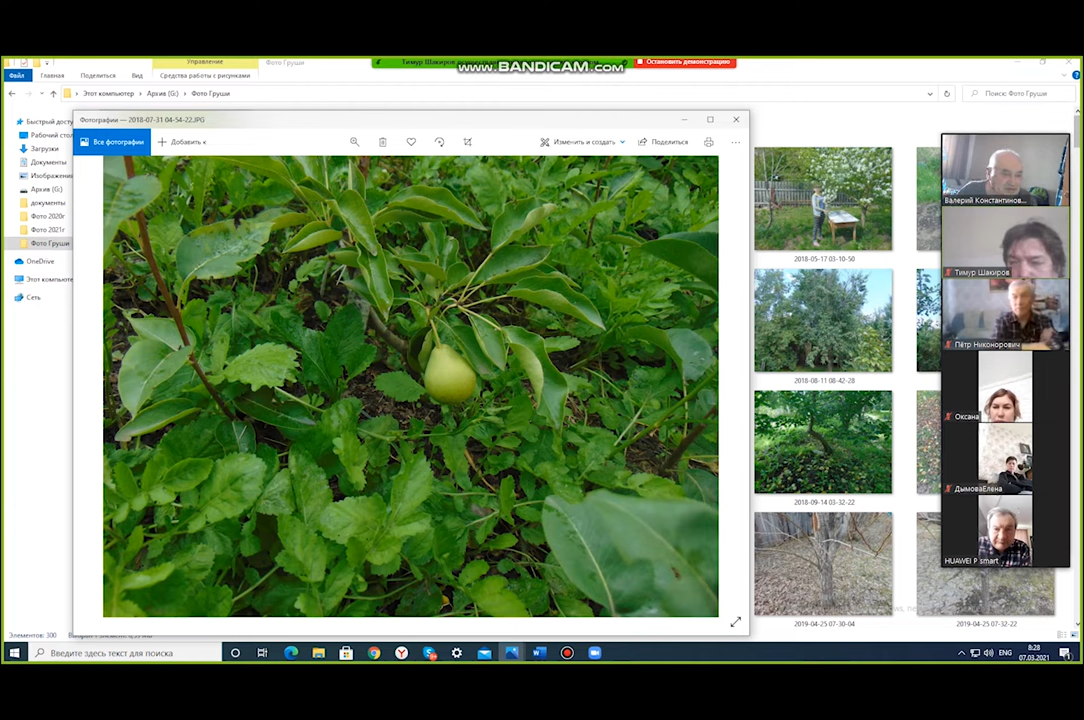 Управление
Фото Груши
Тимур Шакиров
WWW.BANDICAM.COM
Остановить демонстрацию
Файл
Главная
Поделиться
Вид
Средства работы с рисунками
Этот компьютер
Архив (G:)
Фото Груши
Поиск: Фото Груши
Быстрый досту
Рабочий стол
Загрузки
Документы
Изображени
Архив (G:)
документы
Фото 2020г
Фото 2021г
Фото Груши
OneDrive
Этот компьютер
Сеть
Элементов: 300
Фотографии — 2018-07-31 04-54-22.JPG
Все фотографии
Добавить к
Изменить и создать
Поделиться
2018-05-17 03-10-50
2018-08-11 08-42-28
2018-09-14 03-32-22
2019-04-25 07-30-04
2019-04-25 07-32-22
Валерий Константинов...
Тимур Шакиров
Пётр Никонорович
Оксана
ДымоваЕлена
HUAWEI P smart
Введите здесь текст для поиска
ENG
8:28
07.03.2021